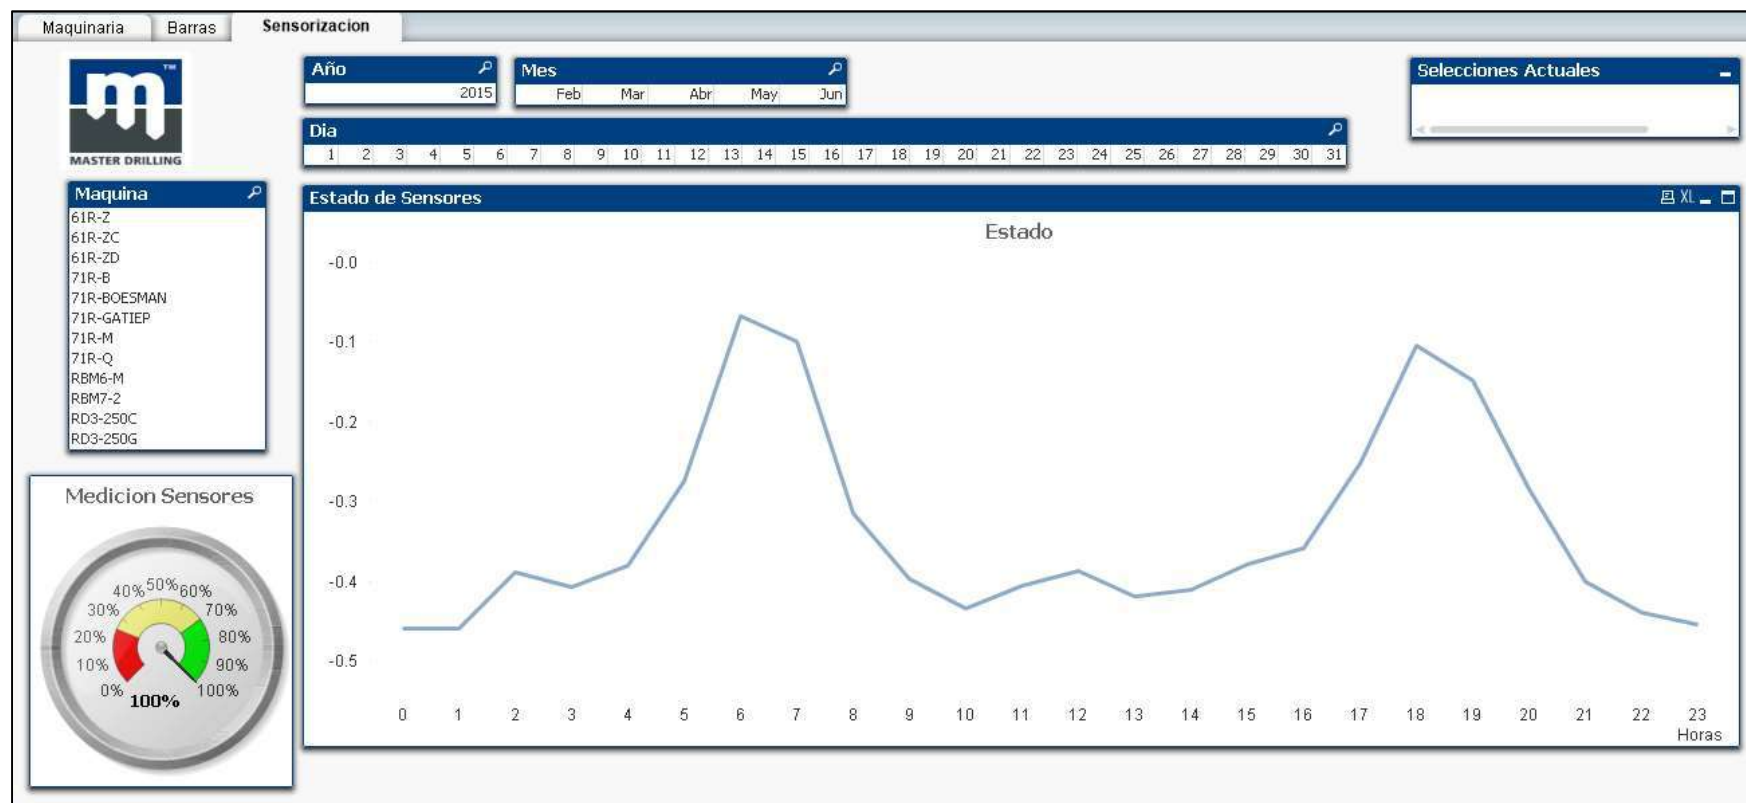 Maquinaria Barras Sensorizacion
m TM
MASTER DRILLING
Año
2015
Mes
Feb Mar Abr May Jun
Selecciones Actuales
Dia
1 2 3 4 5 6 7 8 9 10 11 12 13 14 15 16 17 18 19 20 21 22 23 24 25 26 27 28 29 30 31
Maquina
61R-Z
61R-ZC
61R-ZD
71R-B
71R-BOESMAN
71R-GATIEP
71R-M
71R-Q
RBM6-M
RBM7-2
RD3-250C
RD3-250G
Medicion Sensores
0% 10% 20% 30% 40% 50% 60% 70% 80% 90% 100%
100%
Estado de Sensores XL
Estado
-0.0
-0.1
-0.2
-0.3
-0.4
-0.5
0 1 2 3 4 5 6 7 8 9 10 11 12 13 14 15 16 17 18 19 20 21 22 23
Horas